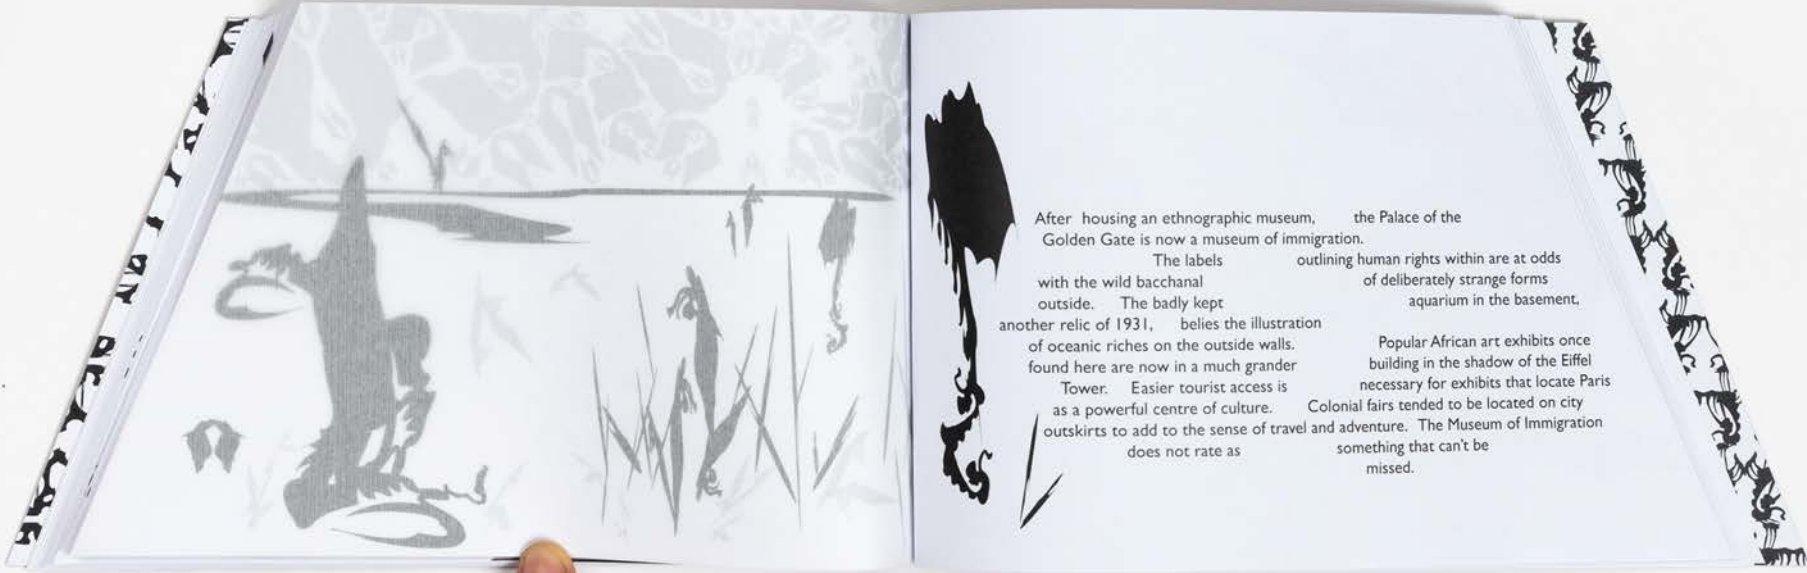 After housing an ethnographic museum, the Palace of the
Golden Gate is now a museum of immigration.
The labels outlining human rights within are at odds
with the wild bacchanal of deliberately strange forms
outside. The badly kept aquarium in the basement,
another relic of 1931, belies the illustration
of oceanic riches on the outside walls. Popular African art exhibits once
found here are now in a much grander building in the shadow of the Eiffel
Tower. Easier tourist access is necessary for exhibits that locate Paris
as a powerful centre of culture. Colonial fairs tended to be located on city
outskirts to add to the sense of travel and adventure. The Museum of Immigration
does not rate as something that can't be
missed.